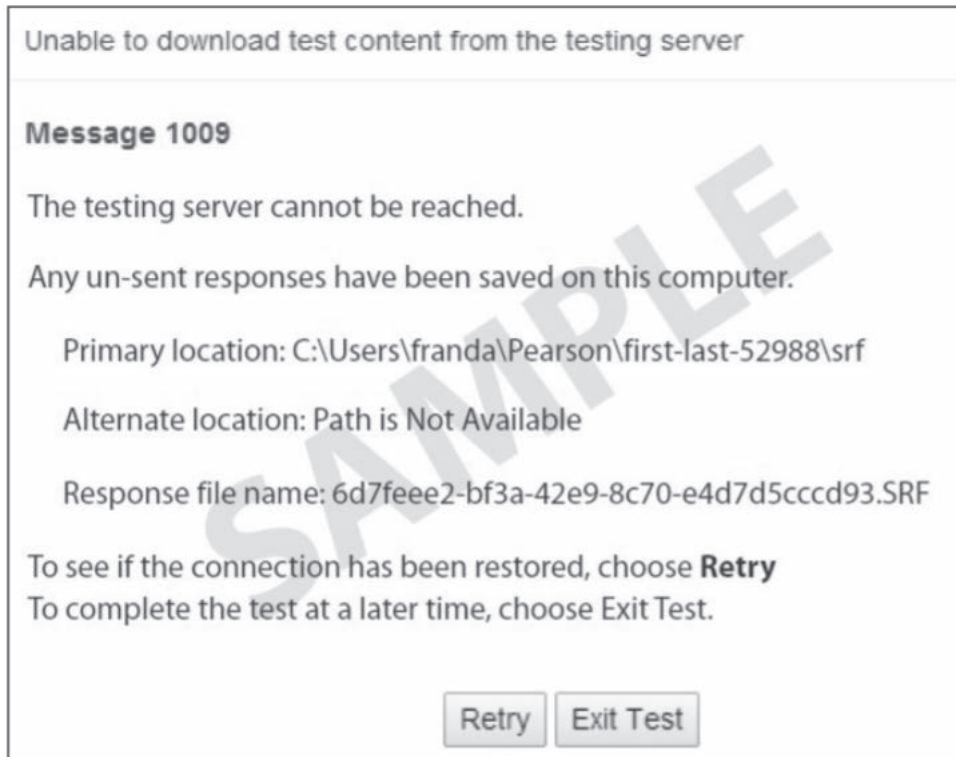 Unable to download test content from the testing server
Message 1009
The testing server cannot be reached.
Any un-sent responses have been saved on this computer.
Primary location: C:\Users\franda\Pearson\first-last-52988\srf
Alternate location: Path is Not Available
Response file name: 6d7feee2-bf3a-42e9-8c70-e4d7d5cccd93.SRF
To see if the connection has been restored, choose Retry
To complete the test at a later time, choose Exit Test.
Retry Exit Test
SAMPLE